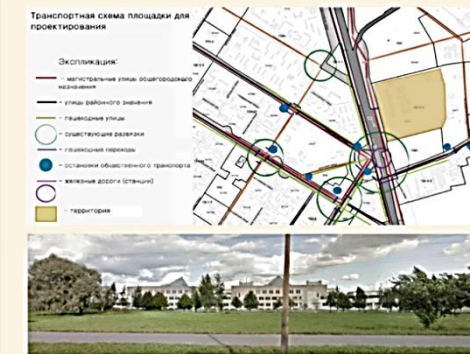 Транспортная схема площадки для
проектирования
Экспликация:
- магистральные улицы общегородского
назначения
- улицы районного значения
- пешеходные улицы
- существующие развязки
- пешеходные переходы
- остановки общественного транспорта
- железные дороги (станции)
- территория